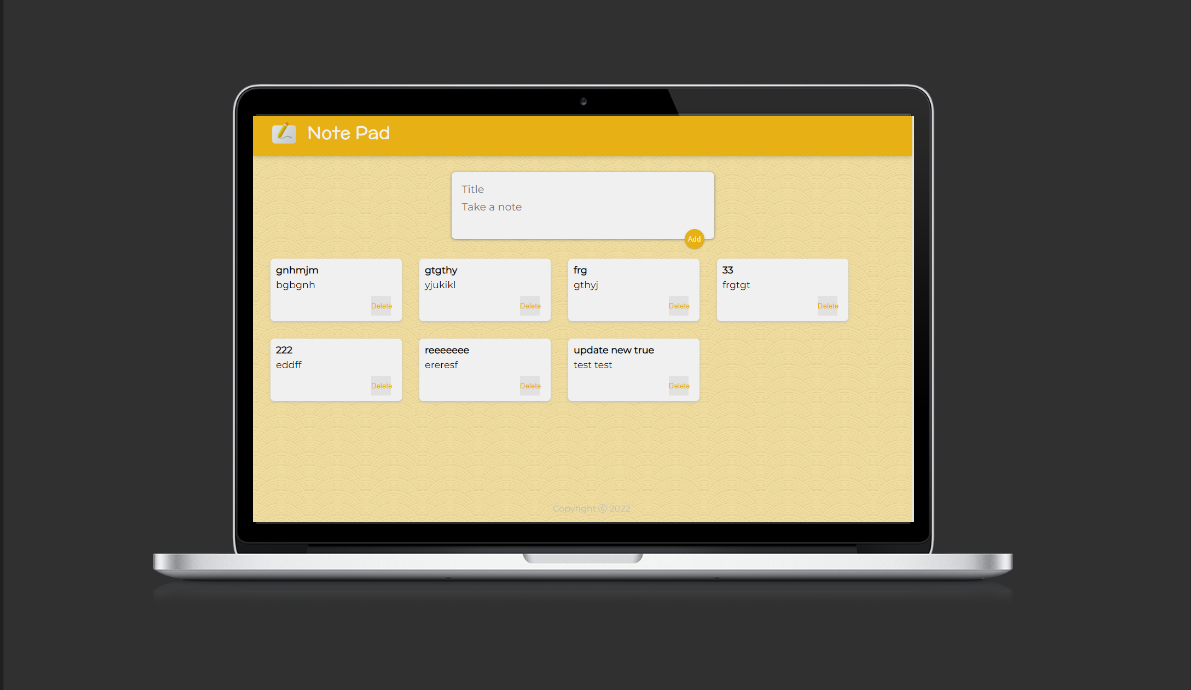 Note Pad
Title
Take a note
Add
gnhmjm
bgbgnh
Delete
gtgthy
yjukikl
Delete
frg
gthyj
Delete
33
frgtgt
Delete
222
eddff
Delete
reeeeeee
ereresf
Delete
update new true
test test
Delete
Copyright © 2022